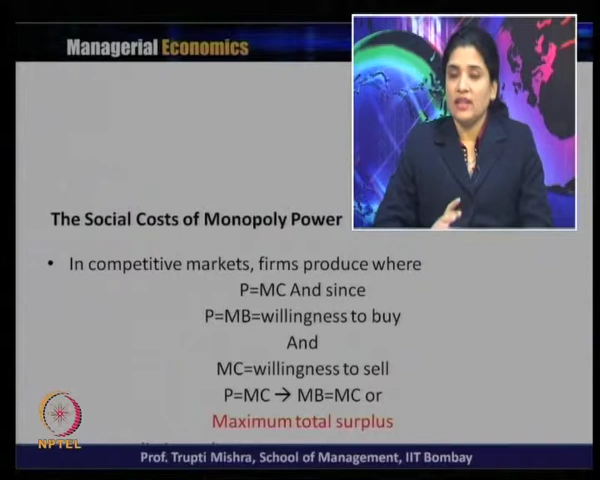 Managerial Economics
The Social Costs of Monopoly Power
• In competitive markets, firms produce where
P=MC And since
P=MB=willingness to buy
And
MC=willingness to sell
P=MC → MB=MC or
Maximum total surplus
NPTEL
Prof. Trupti Mishra, School of Management, IIT Bombay